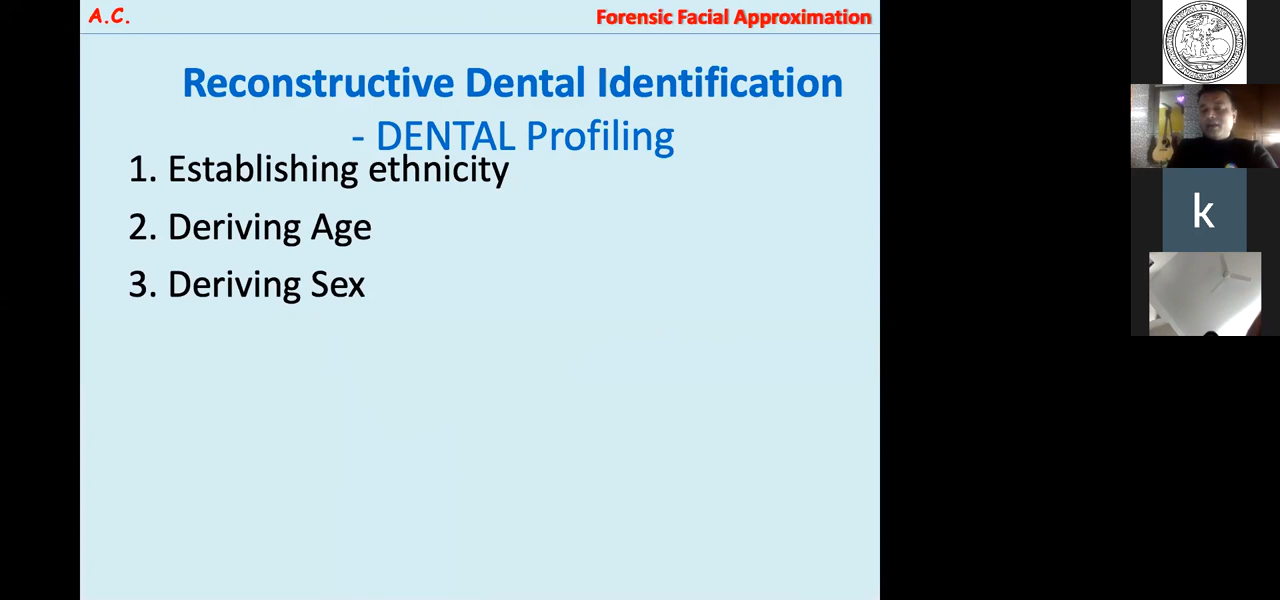 A.C.
Forensic Facial Approximation
Reconstructive Dental Identification
- DENTAL Profiling
1. Establishing ethnicity
2. Deriving Age
3. Deriving Sex
k